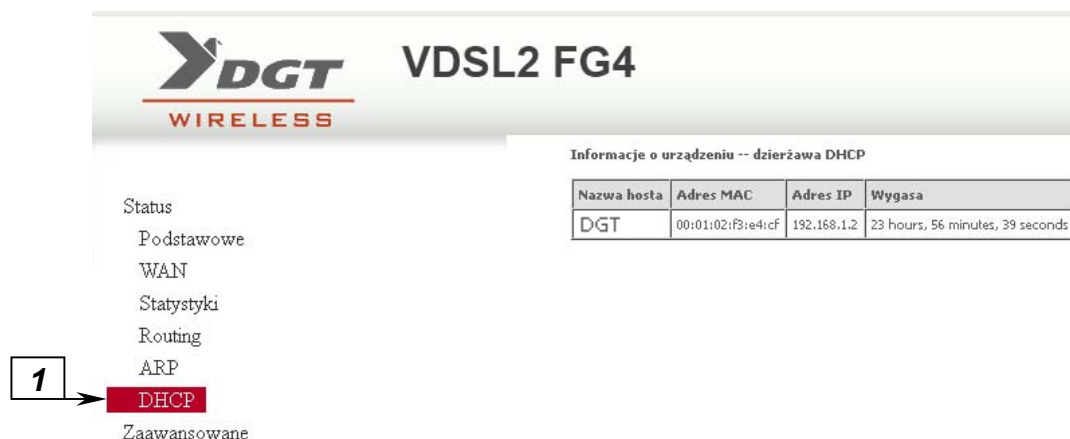 DGT
WIRELESS
VDSL2 FG4
Informacje o urządzeniu -- dzierżawa DHCP
Nazwa hosta Adres MAC Adres IP Wygasa
DGT 00:01:02:f3:e4:cf 192.168.1.2 23 hours, 56 minutes, 39 seconds
Status
Podstawowe
WAN
Statystyki
Routing
ARP
1
DHCP
Zaawansowane